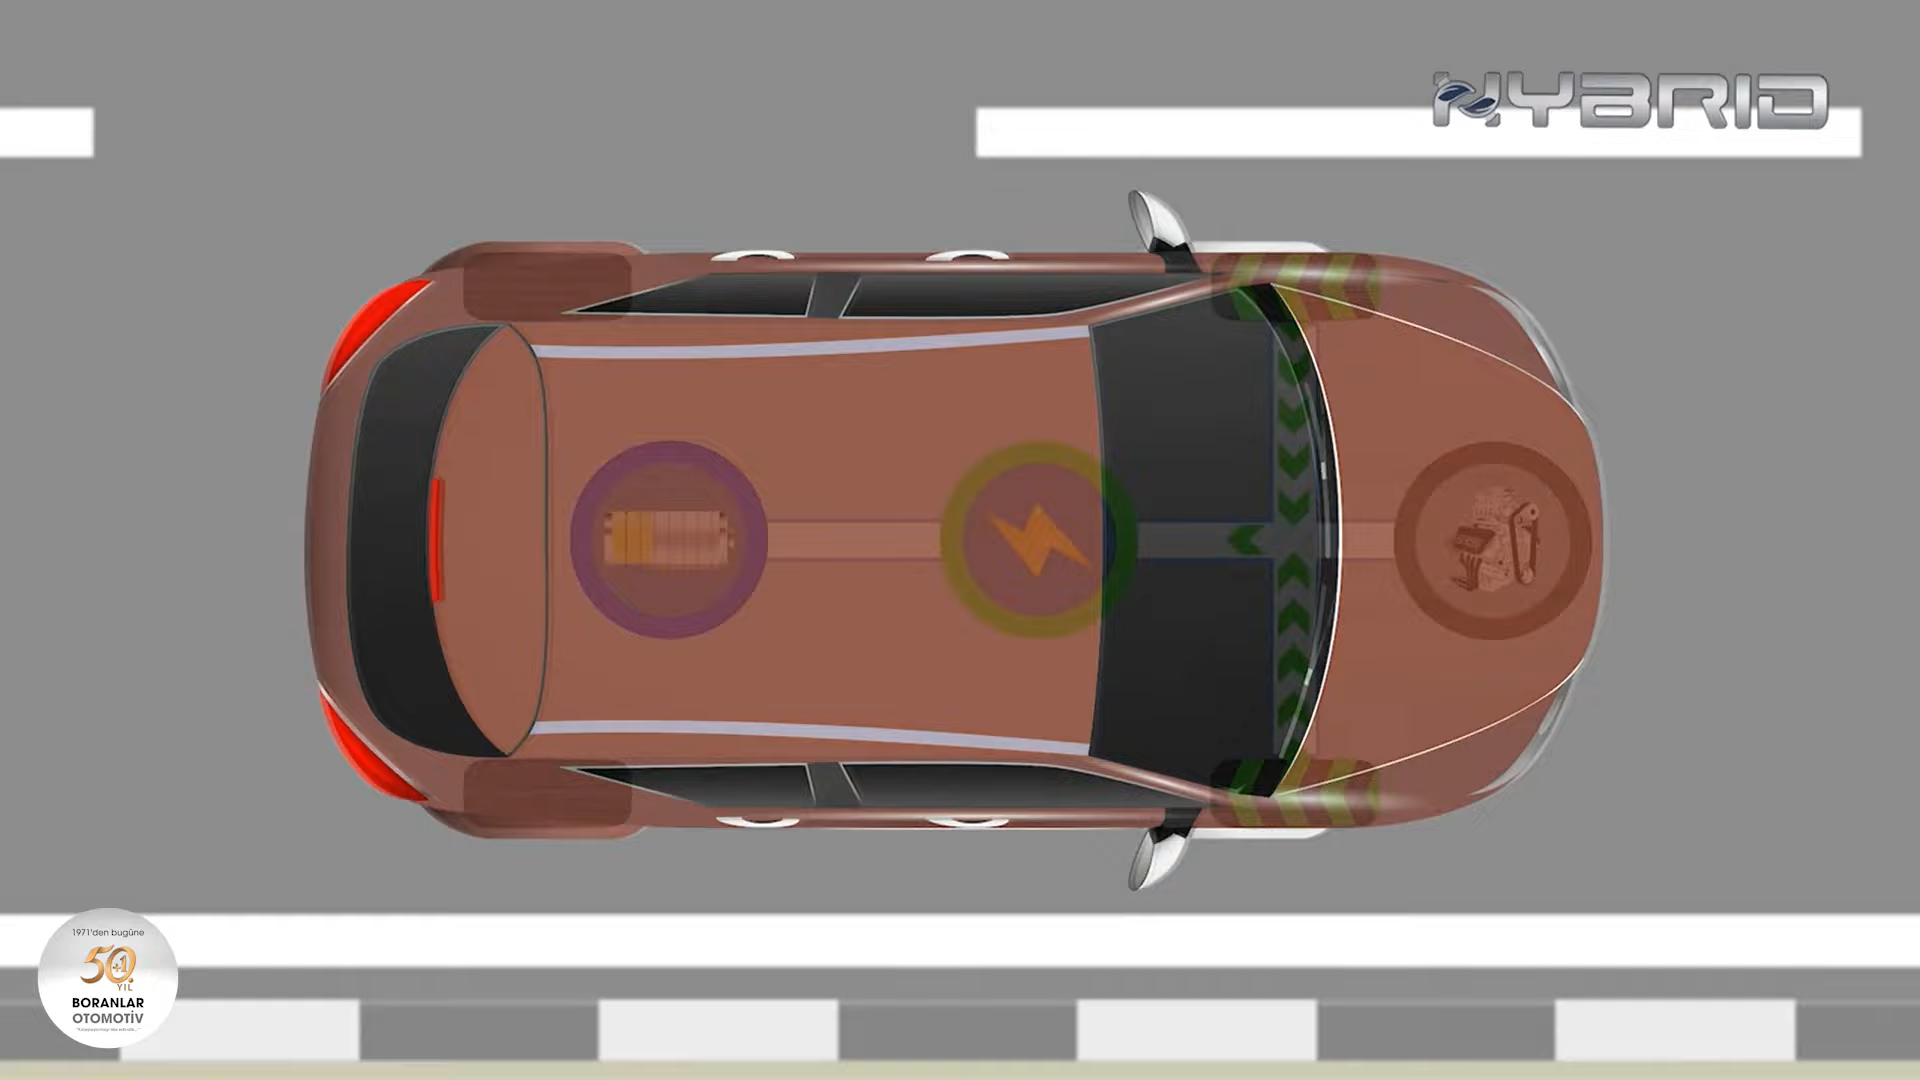 HYBRID
1971'den bugüne
50+1.
YIL
BORANLAR
OTOMOTİV